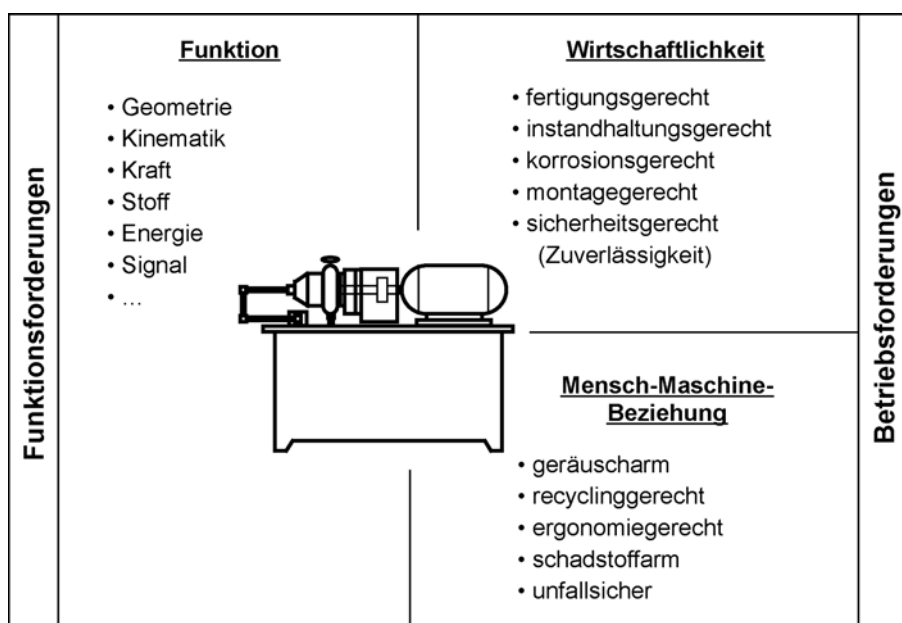 Funktionsforderungen
Funktion
• Geometrie
• Kinematik
• Kraft
• Stoff
• Energie
• Signal
• ...
Wirtschaftlichkeit
• fertigungsgerecht
• instandhaltungsgerecht
• korrosionsgerecht
• montagegerecht
• sicherheitsgerecht
(Zuverlässigkeit)
Mensch-Maschine-
Beziehung
• geräuscharm
• recyclinggerecht
• ergonomiegerecht
• schadstoffarm
• unfallsicher
Betriebsforderungen